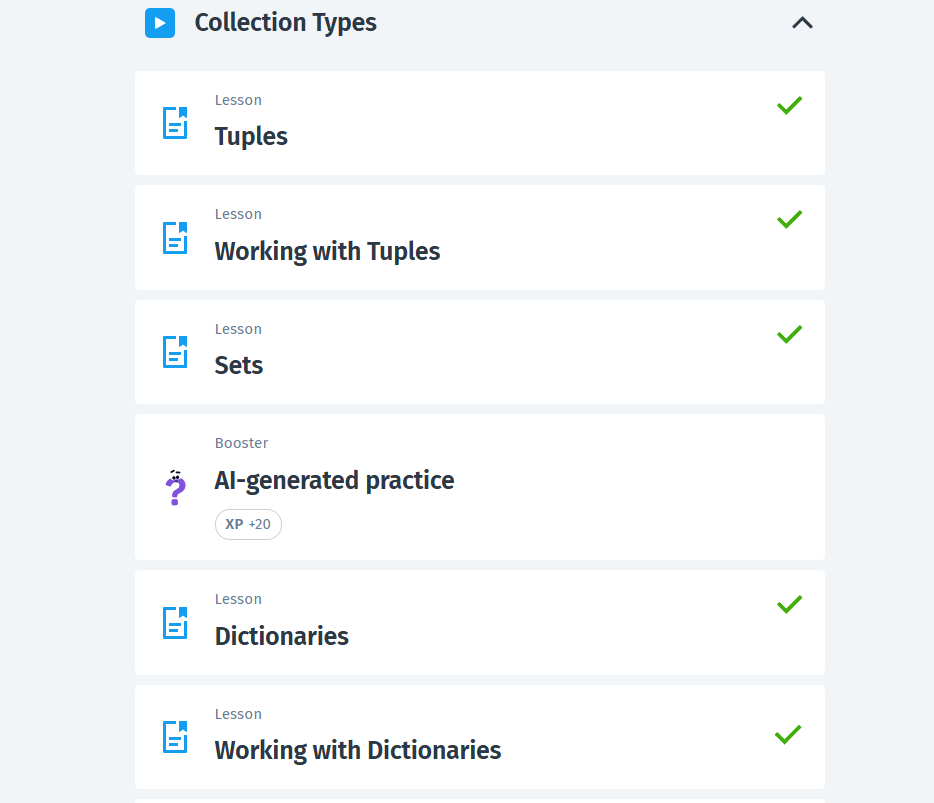 Collection Types
Lesson
Tuples
Lesson
Working with Tuples
Lesson
Sets
Booster
AI-generated practice
XP +20
Lesson
Dictionaries
Lesson
Working with Dictionaries